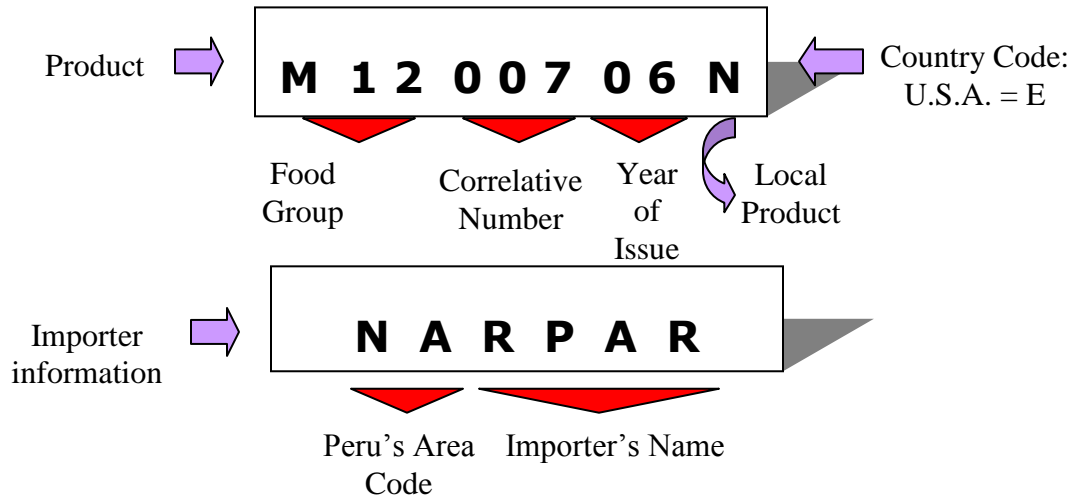 Product
M 1 2 0 0 7 0 6 N
Country Code:
U.S.A. = E
Food
Group
Correlative
Number
Year
of
Issue
Local
Product
Importer
information
N A R P A R
Peru’s Area
Code
Importer’s Name